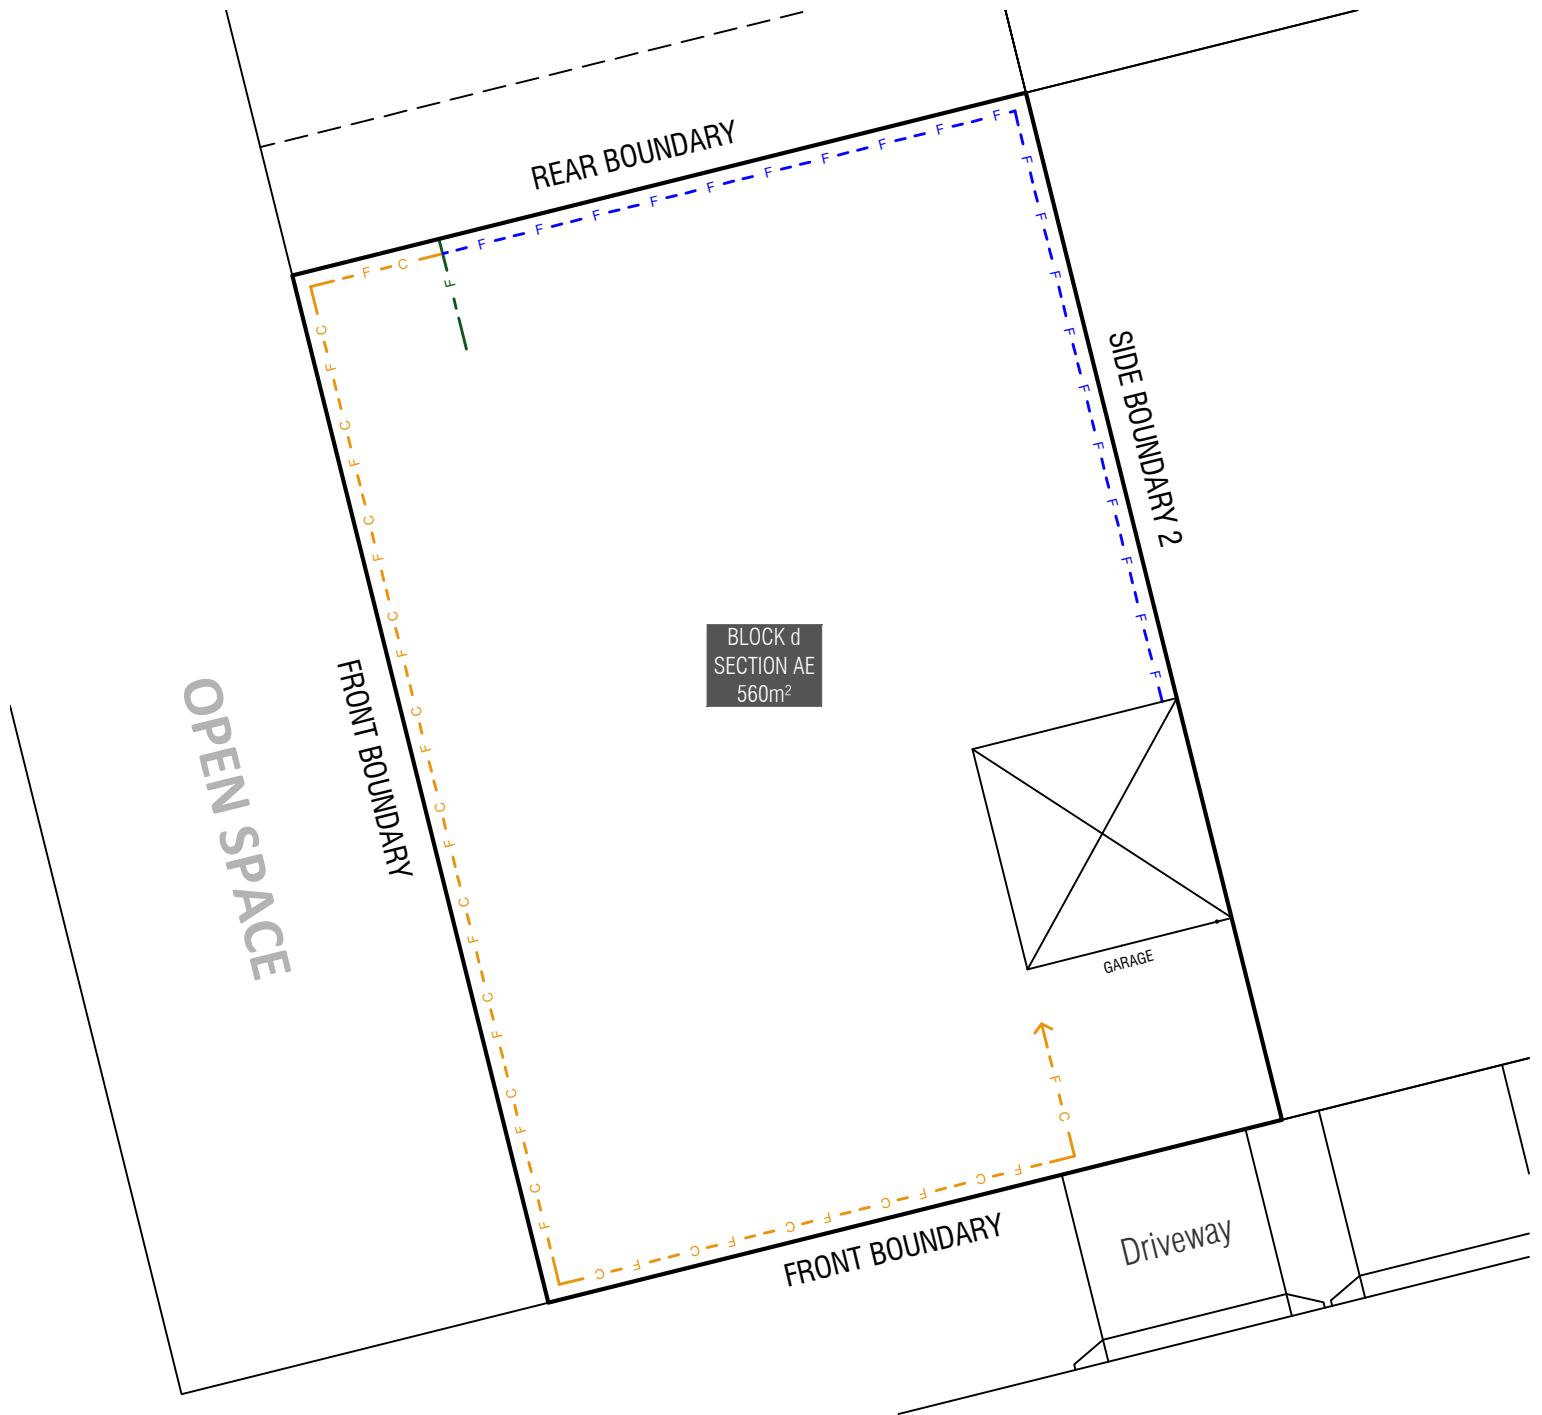 REAR BOUNDARY
SIDE BOUNDARY 2
BLOCK d
SECTION AE
560m²
FRONT BOUNDARY
OPEN SPACE
GARAGE
FRONT BOUNDARY
Driveway
F C
F F F F F F F F F F
F
F F F F F F F F F F
C F C F C F C F C F C F C F C F C F C F
C F C F C F C F C F
C F